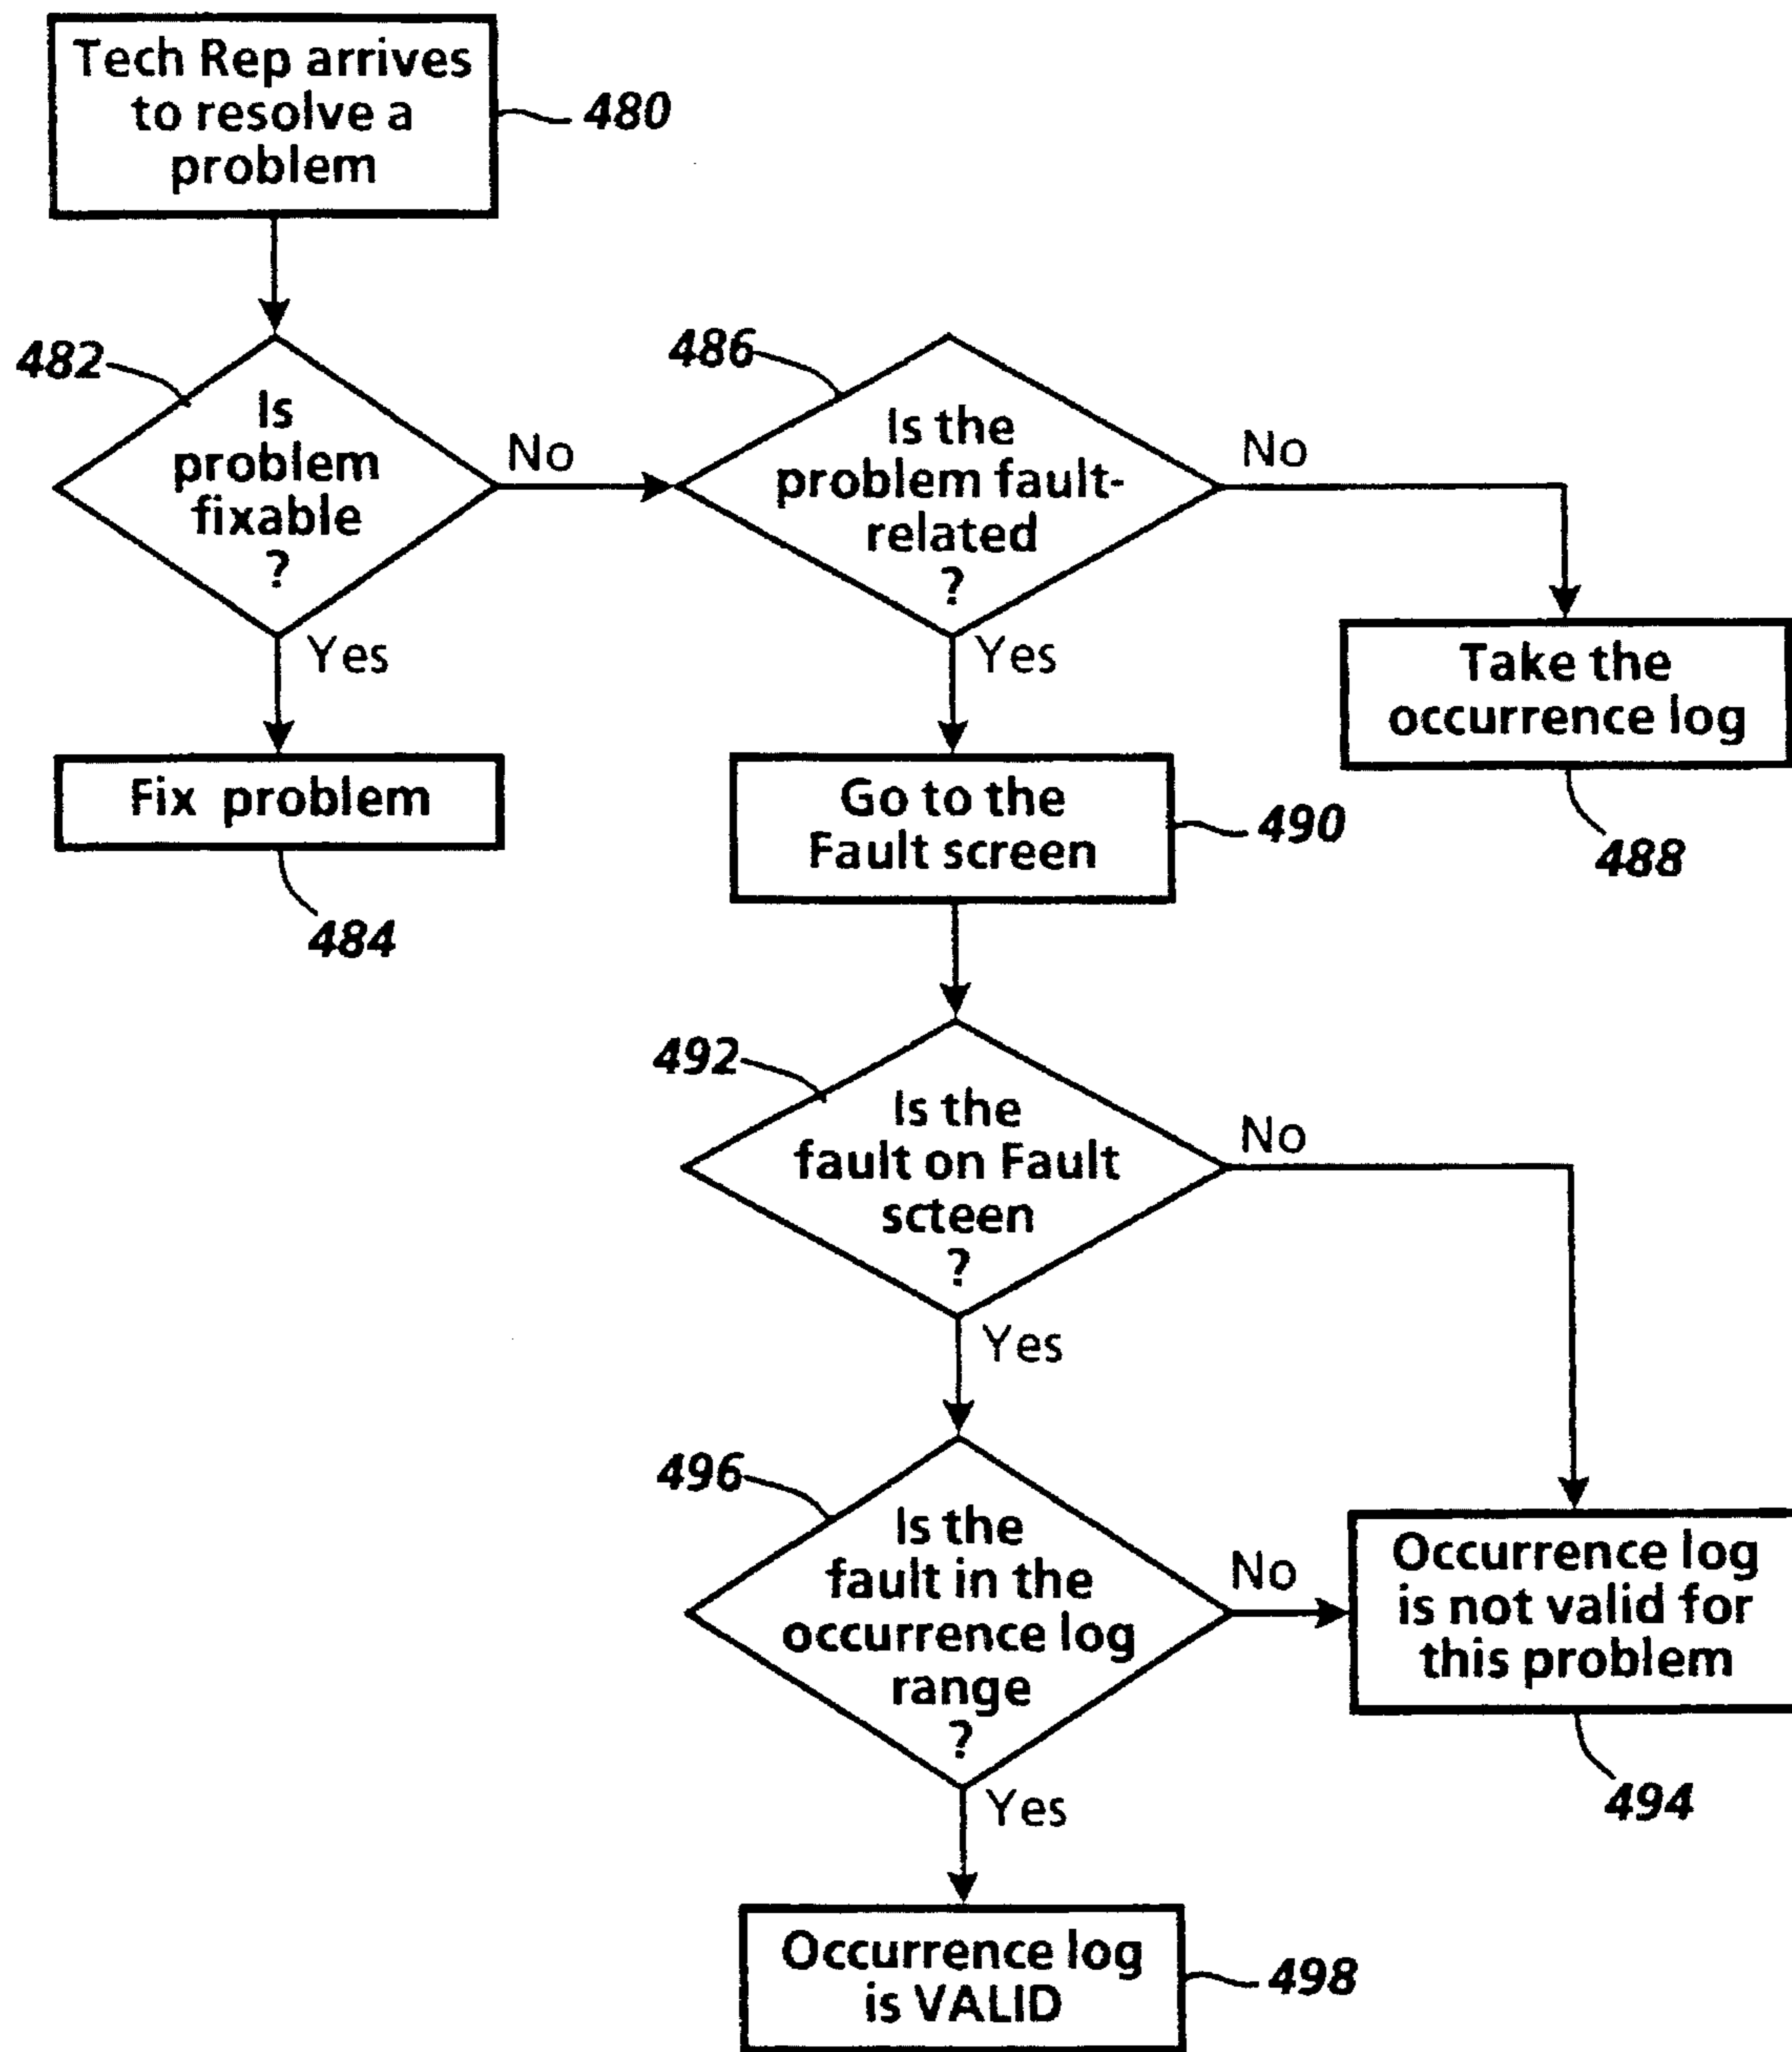 Tech Rep arrives
to resolve a
problem
480
482
Is
problem
fixable
?
No
Yes
Fix problem
484
486
Is the
problem fault-
related
?
No
Yes
Take the
occurrence log
488
Go to the
Fault screen
490
492
Is the
fault on Fault
scteen
?
No
Yes
496
Is the
fault in the
occurrence log
range
?
No
Yes
Occurrence log
is not valid for
this problem
494
Occurrence log
is VALID
498